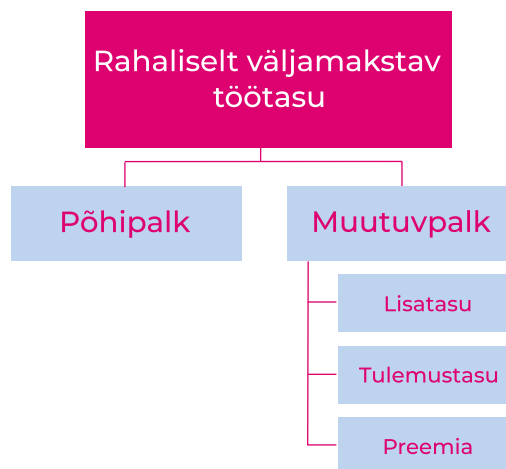 Rahaliselt väljamakstav
töötasu
Põhipalk
Muutuvpalk
Lisatasu
Tulemustasu
Preemia